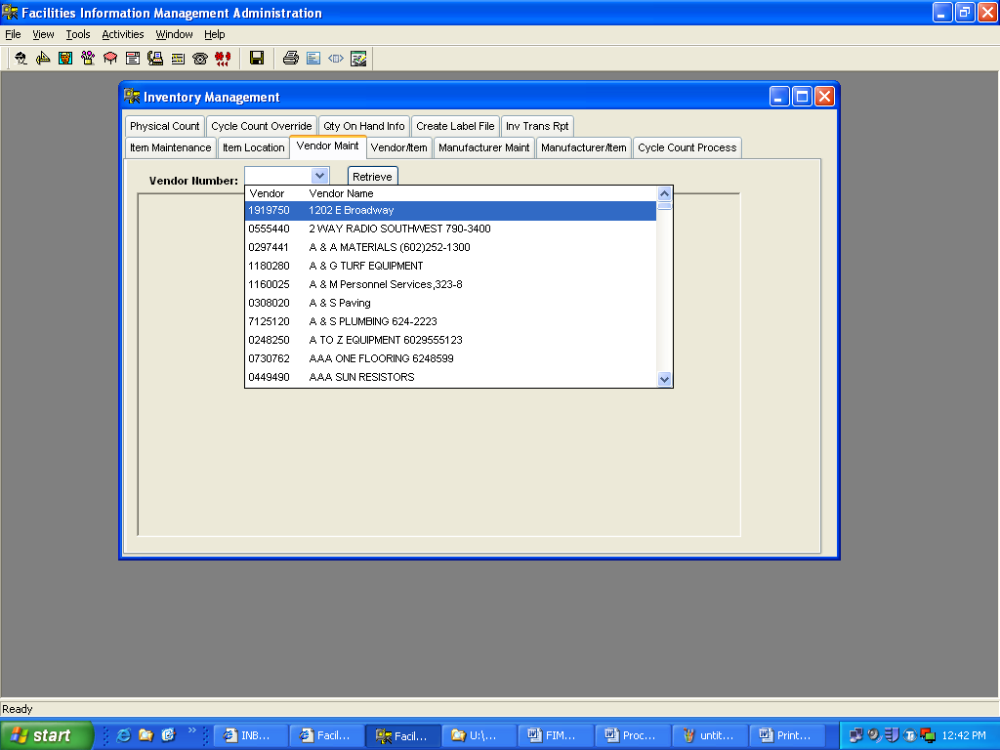 Facilities Information Management Administration
File View Tools Activities Window Help
Inventory Management
Physical Count Cycle Count Override Qty On Hand Info Create Label File Inv Trans Rpt
Item Maintenance Item Location Vendor Maint Vendor/Item Manufacturer Maint Manufacturer/Item Cycle Count Process
Vendor Number: Retrieve
Vendor Vendor Name
1919750 1202 E Broadway
0555440 2 WAY RADIO SOUTHWEST 790-3400
0297441 A & A MATERIALS (602)252-1300
1180280 A & G TURF EQUIPMENT
1160025 A & M Personnel Services,323-8
0308020 A & S Paving
7125120 A & S PLUMBING 624-2223
0248250 A TO Z EQUIPMENT 6029555123
0730762 AAA ONE FLOORING 6248599
0449490 AAA SUN RESISTORS
Ready
start » INB... Facil... Facil... U:\... FIM... Proc... untit... Print... 12:42 PM